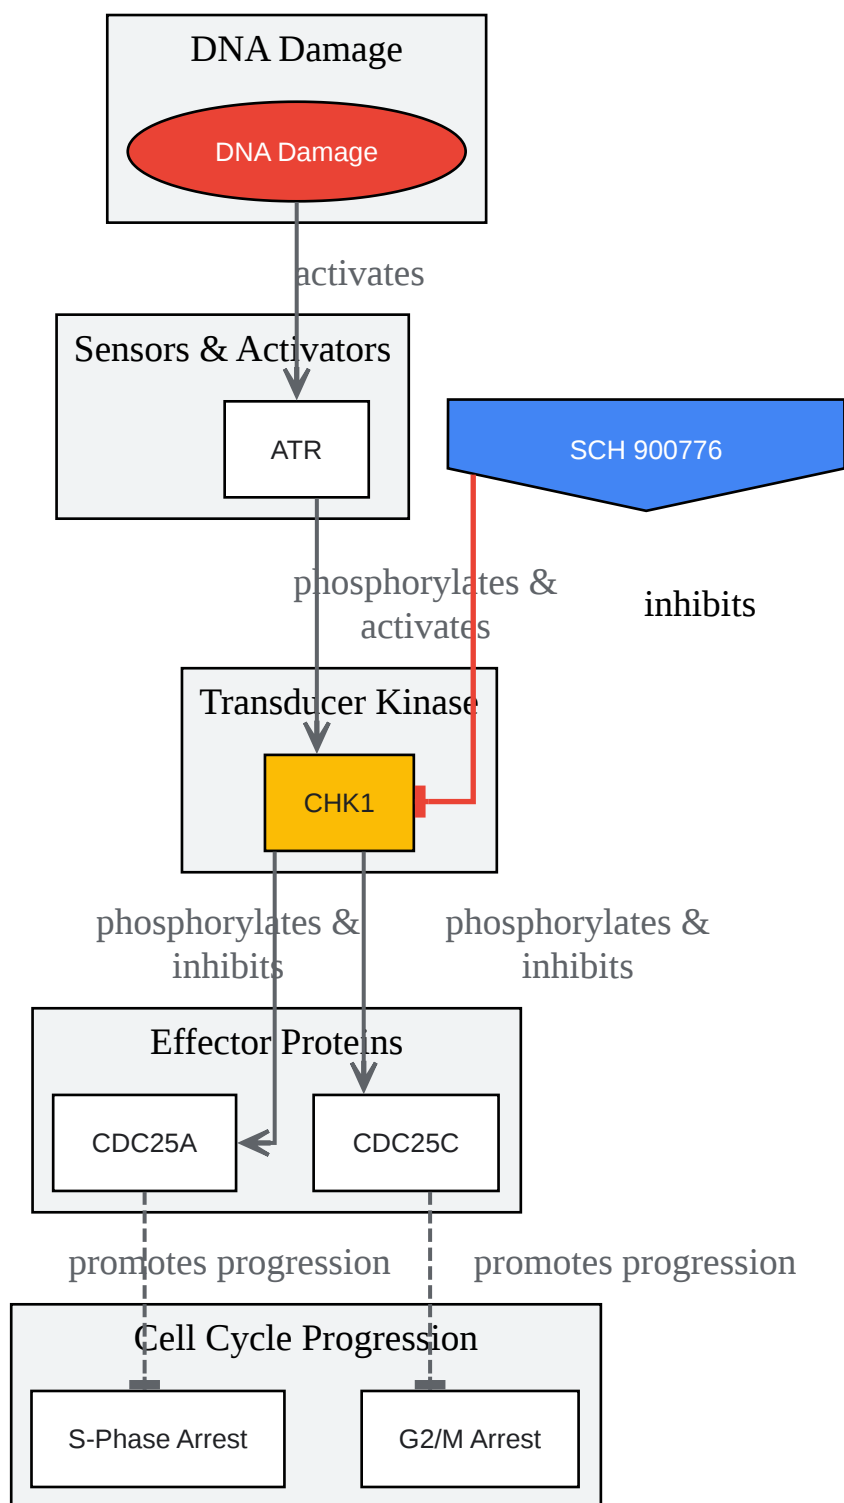 DNA Damage
DNA Damage
activates
Sensors & Activators
ATR
SCH 900776
phosphorylates &
activates
inhibits
Transducer Kinase
CHK1
phosphorylates &
inhibits
phosphorylates &
inhibits
Effector Proteins
CDC25A
CDC25C
promotes progression
promotes progression
Cell Cycle Progression
S-Phase Arrest
G2/M Arrest